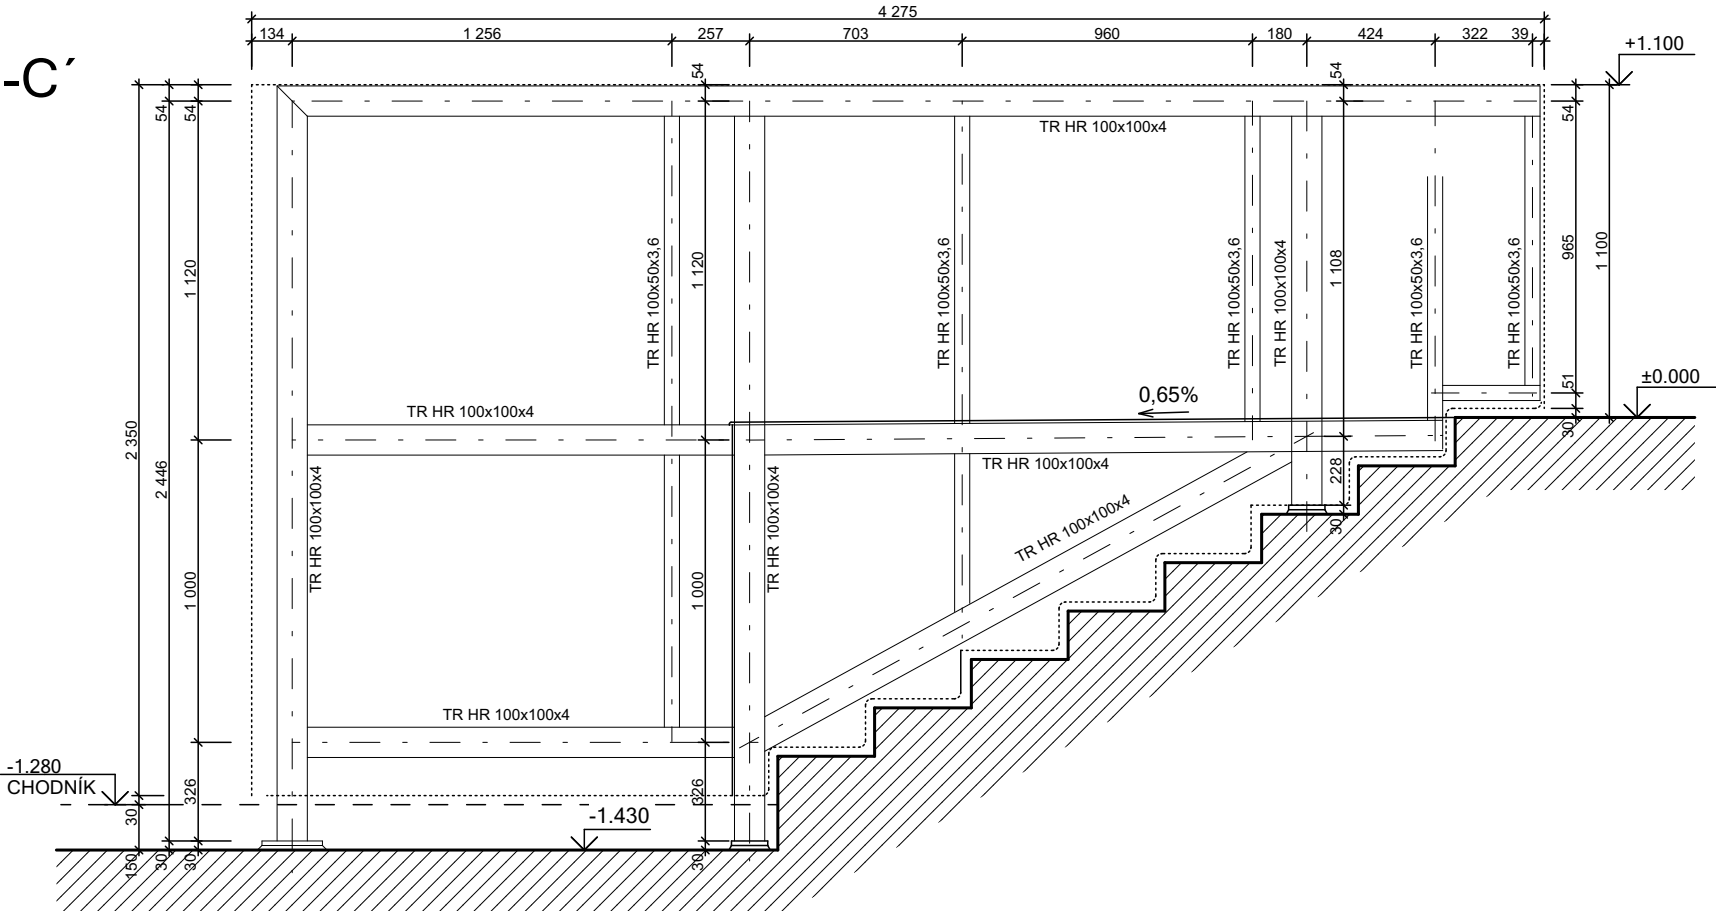 4 275
134
1 256
257
703
960
180
424
322
39
+1.100
-C´
54
54
54
54
54
TR HR 100x100x4
1 120
1 120
1 108
965
1 100
TR HR 100x50x3,6
TR HR 100x50x3,6
TR HR 100x50x3,6
TR HR 100x100x4
TR HR 100x50x3,6
TR HR 100x50x3,6
51
±0.000
0,65%
TR HR 100x100x4
30
2 350
2 446
TR HR 100x100x4
228
TR HR 100x100x4
TR HR 100x100x4
TR HR 100x100x4
30
1 000
1 000
TR HR 100x100x4
-1.280
CHODNÍK
326
326
30
-1.430
150
30
30
30